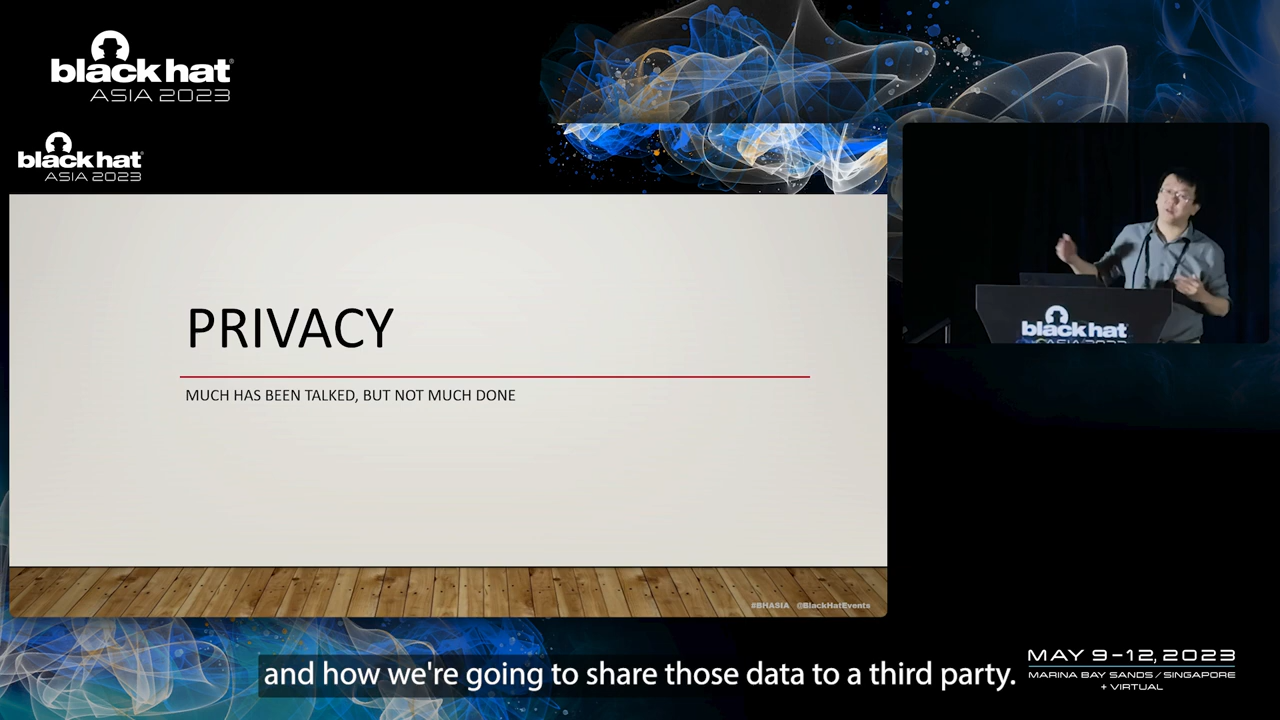 black hat
ASIA 2023
black hat
ASIA 2023
PRIVACY
MUCH HAS BEEN TALKED, BUT NOT MUCH DONE
#BHASIA @BlackHatEvents
black hat
ASIA 2023
and how we're going to share those data to a third party.
MAY 9-12, 2023
MARINA BAY SANDS / SINGAPORE
+ VIRTUAL